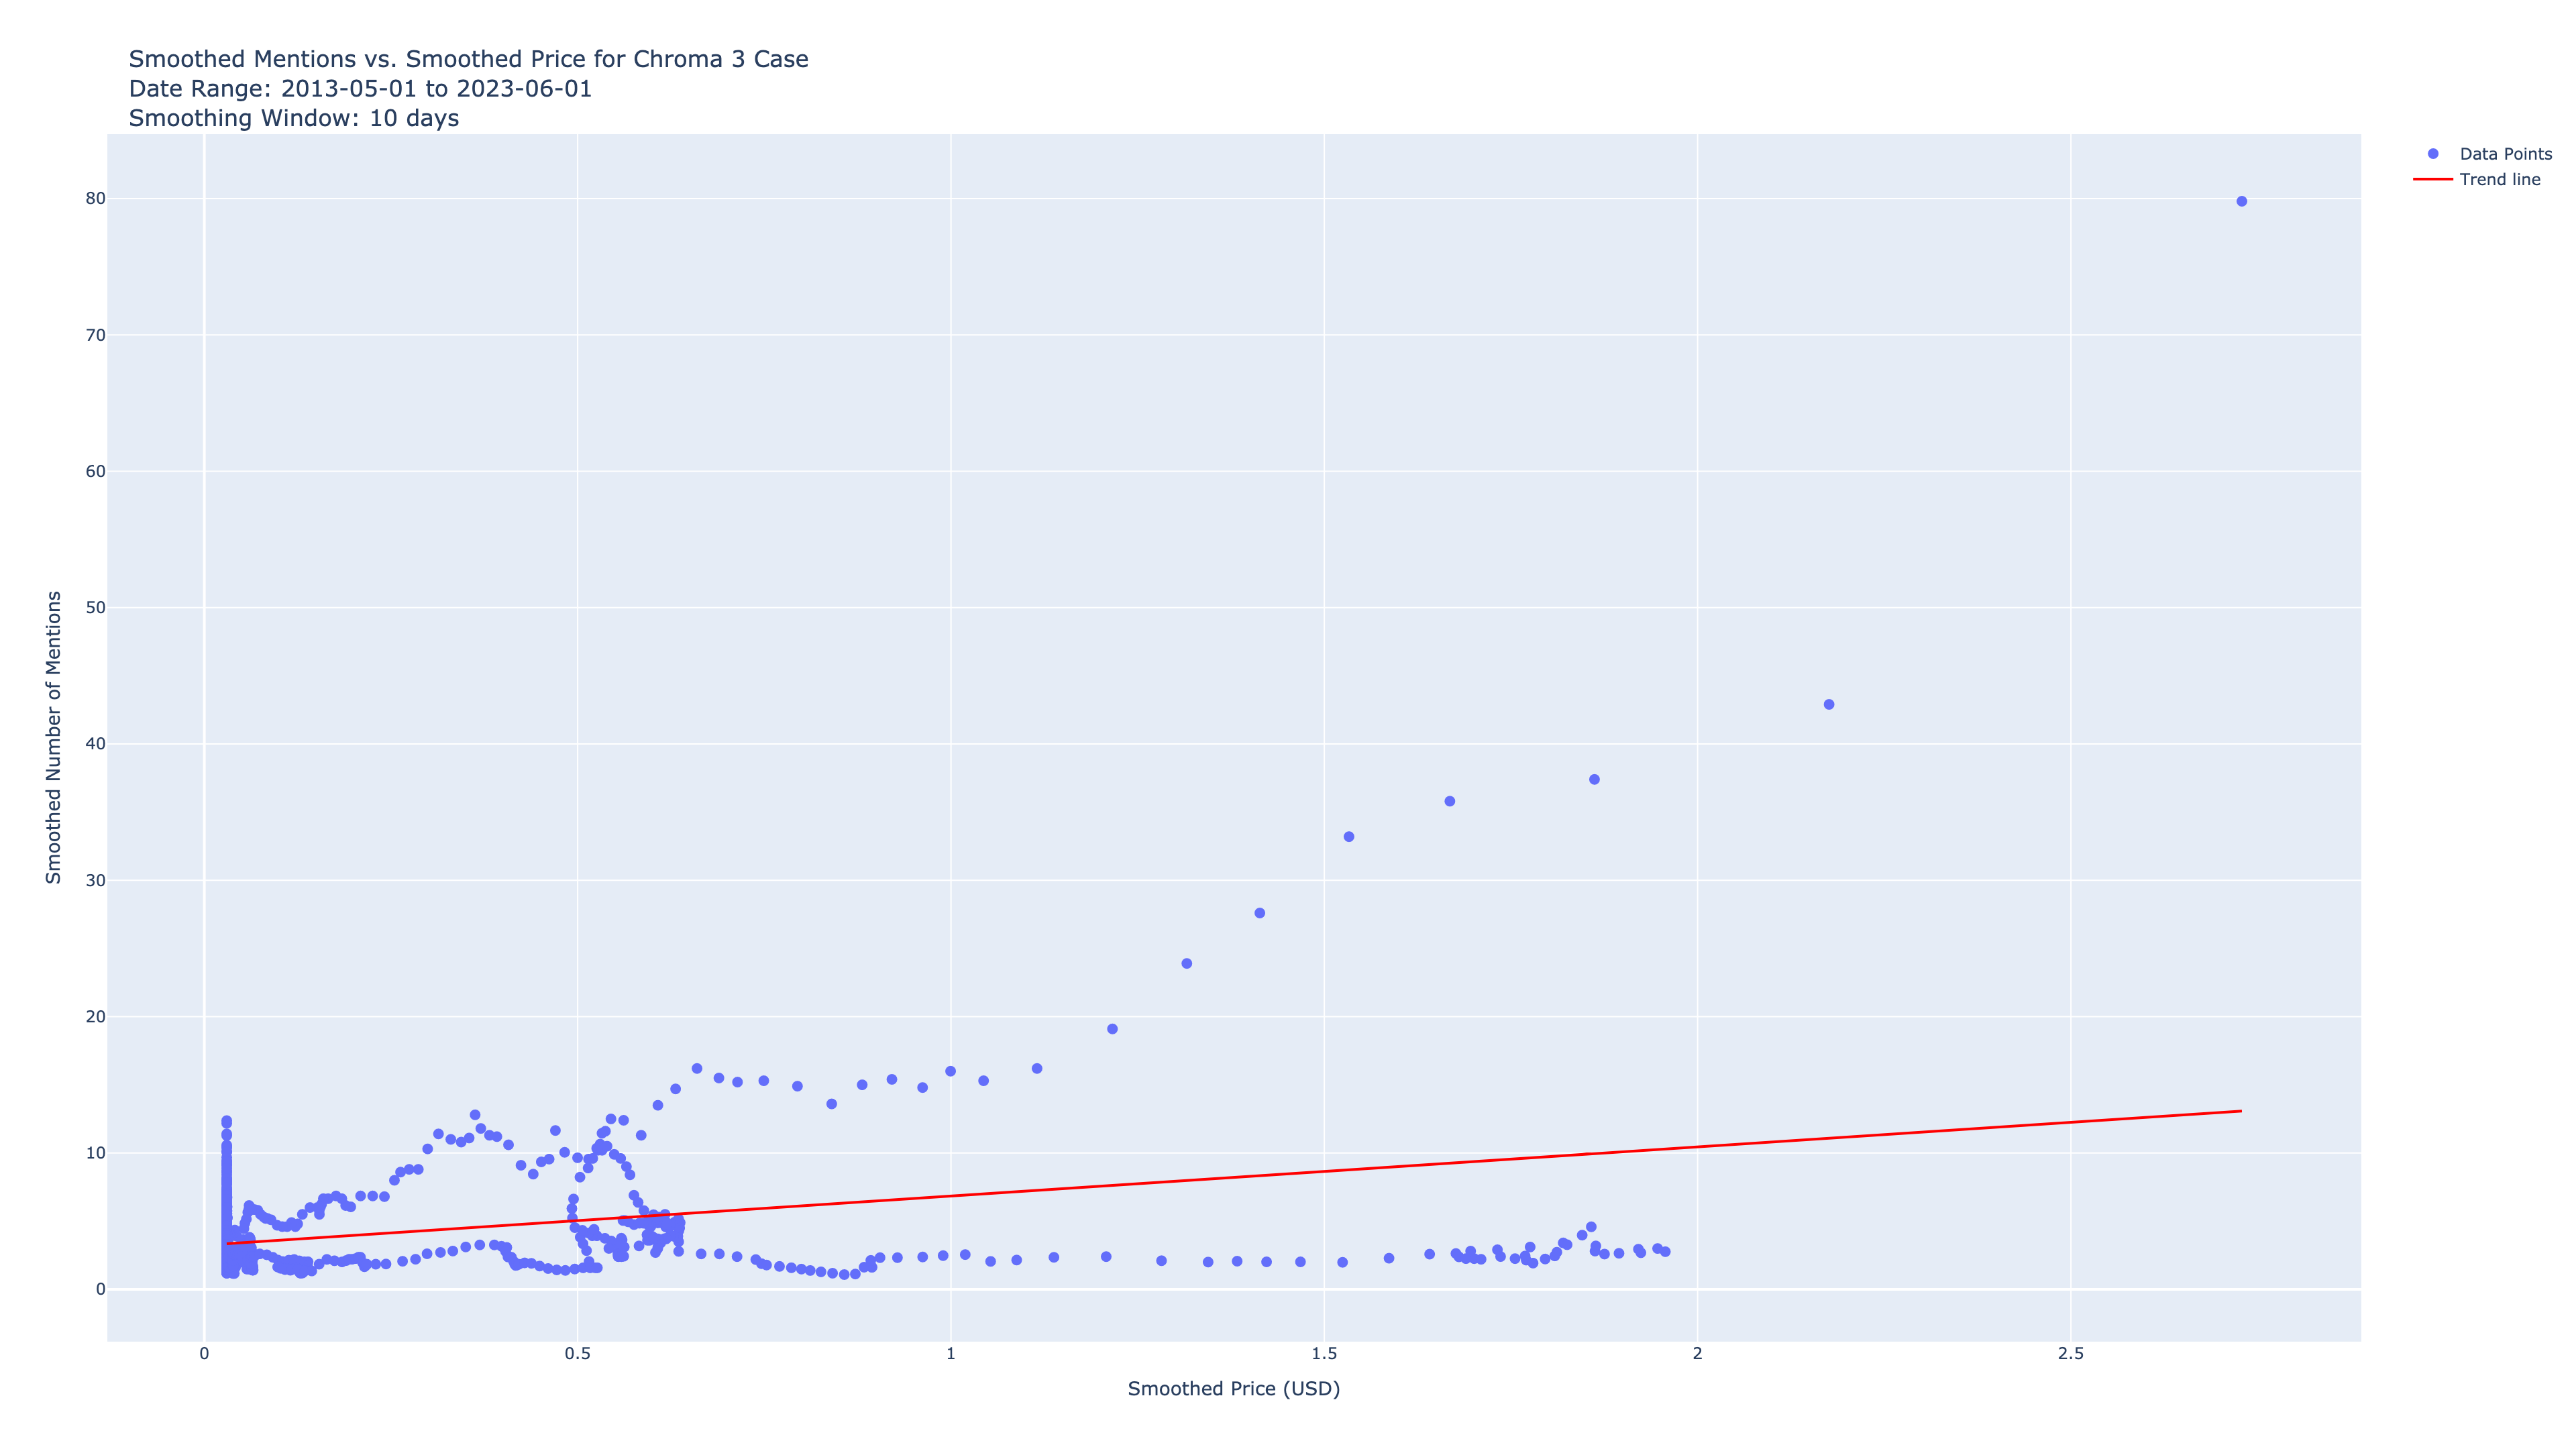 Smoothed Mentions vs. Smoothed Price for Chroma 3 Case
Date Range: 2013-05-01 to 2023-06-01
Smoothing Window: 10 days
Data Points
Trend line
80
70
60
50
40
30
20
10
0
Smoothed Number of Mentions
0
0.5
1
1.5
2
2.5
Smoothed Price (USD)